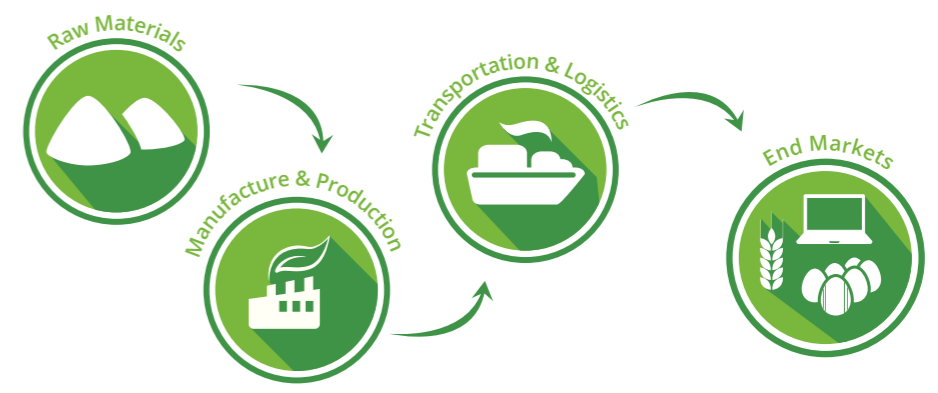 Raw Materials
Manufacture & Production
Transportation & Logistics
End Markets